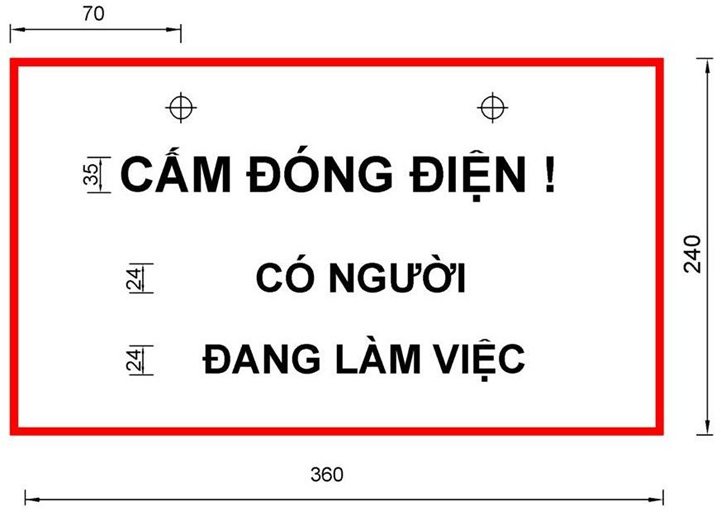 70
35
CẤM ĐÓNG ĐIỆN !
240
24
CÓ NGƯỜI
24
ĐANG LÀM VIỆC
360